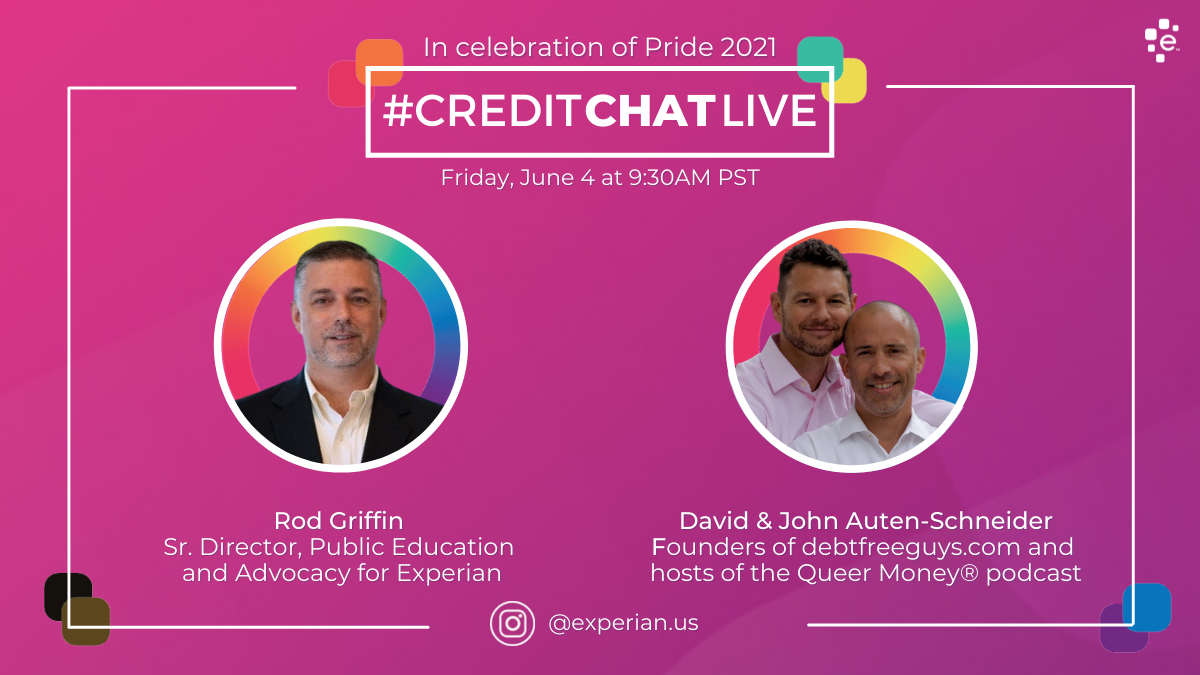 In celebration of Pride 2021
e
#CREDITCHATLIVE
Friday, June 4 at 9:30AM PST
Rod Griffin
Sr. Director, Public Education
and Advocacy for Experian
David & John Auten-Schneider
Founders of debtfreeguys.com and
hosts of the Queer Money® podcast
@experian.us